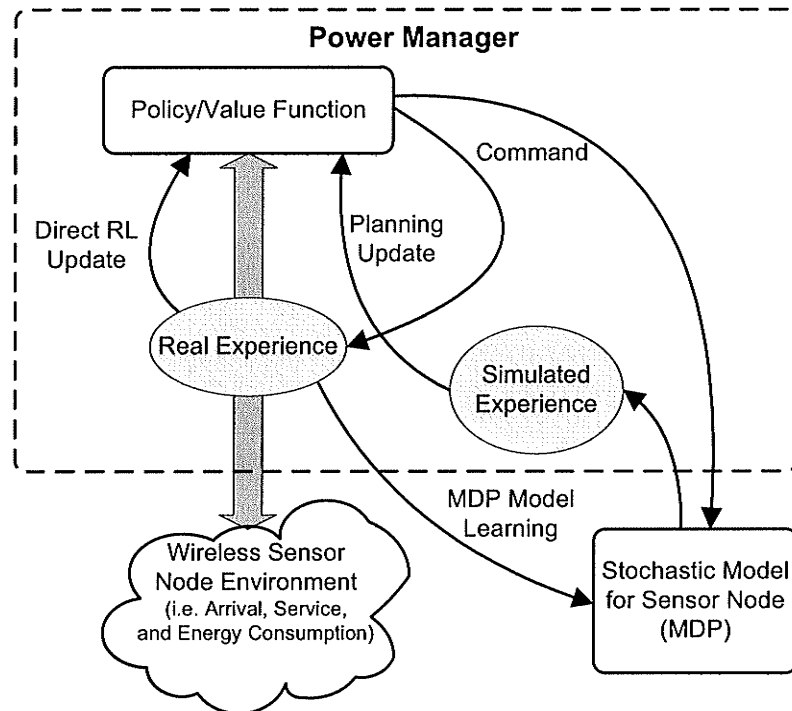 Power Manager
Policy/Value Function
Command
Direct RL
Update
Planning
Update
Real Experience
Simulated
Experience
MDP Model
Learning
Wireless Sensor
Node Environment
(i.e. Arrival, Service,
and Energy Consumption)
Stochastic Model
for Sensor Node
(MDP)